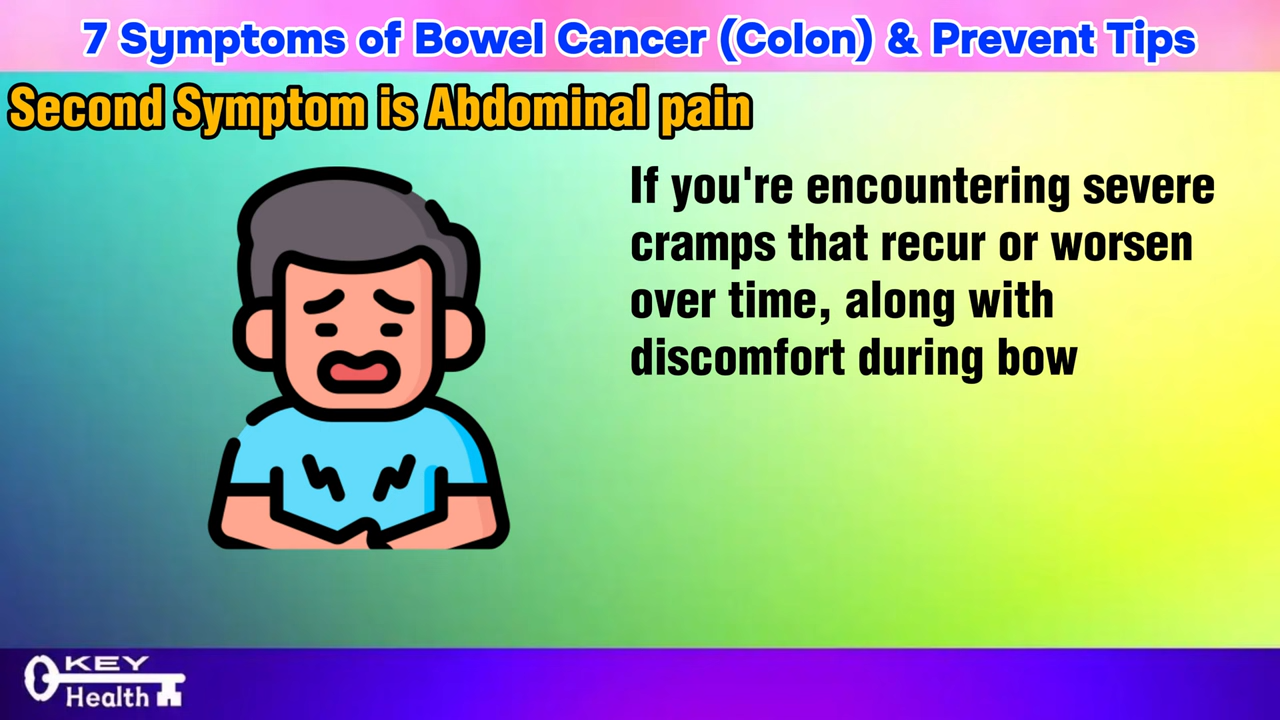 7 Symptoms of Bowel Cancer (Colon) & Prevent Tips
Second Symptom is Abdominal pain
If you're encountering severe
cramps that recur or worsen
over time, along with
discomfort during bow
KEY
Health